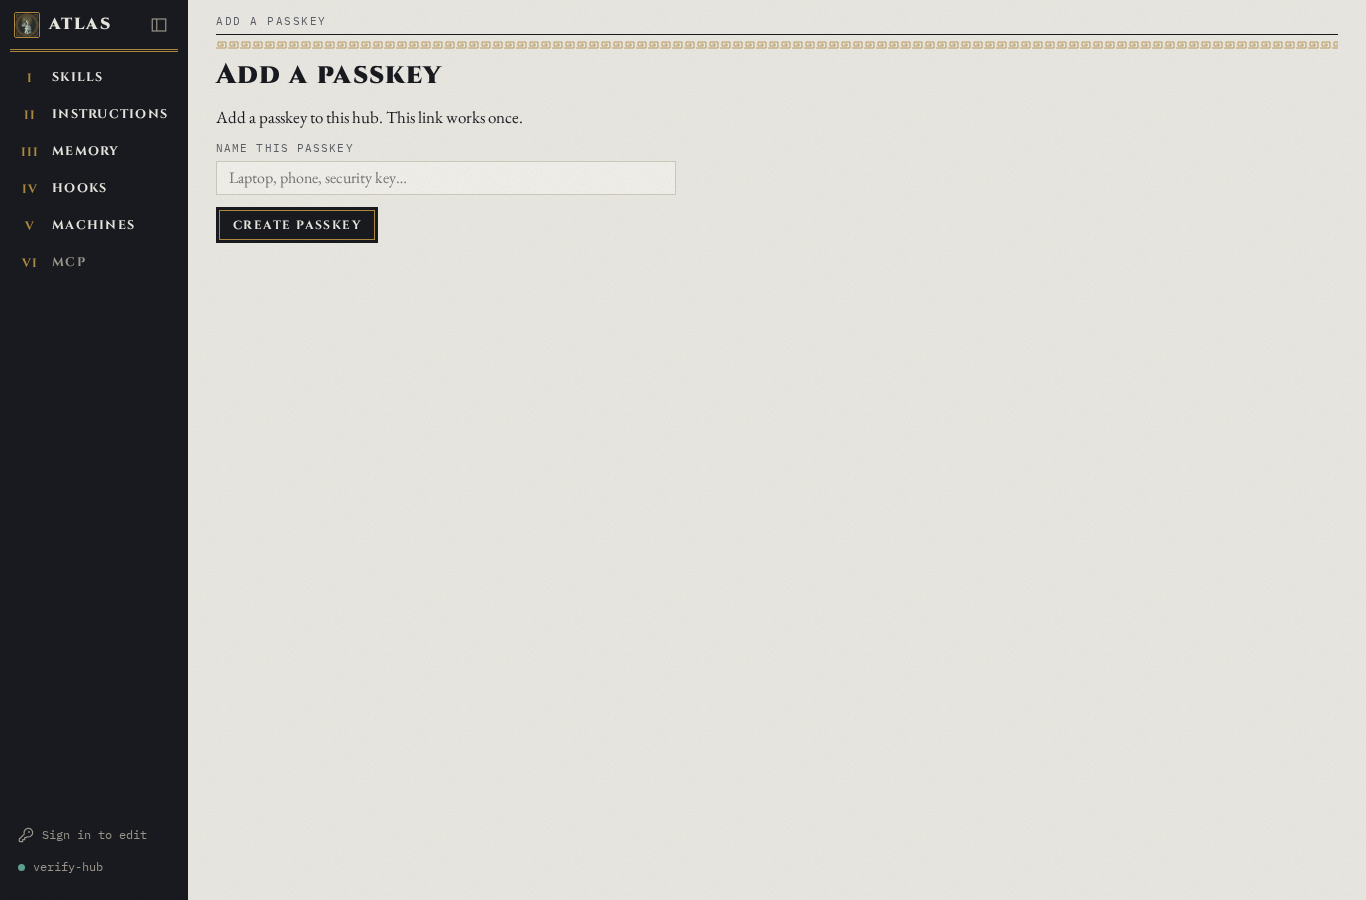 ATLAS
I SKILLS
II INSTRUCTIONS
III MEMORY
IV HOOKS
V MACHINES
VI MCP
Sign in to edit
verify-hub
ADD A PASSKEY
ADD A PASSKEY
Add a passkey to this hub. This link works once.
NAME THIS PASSKEY
Laptop, phone, security key…
CREATE PASSKEY